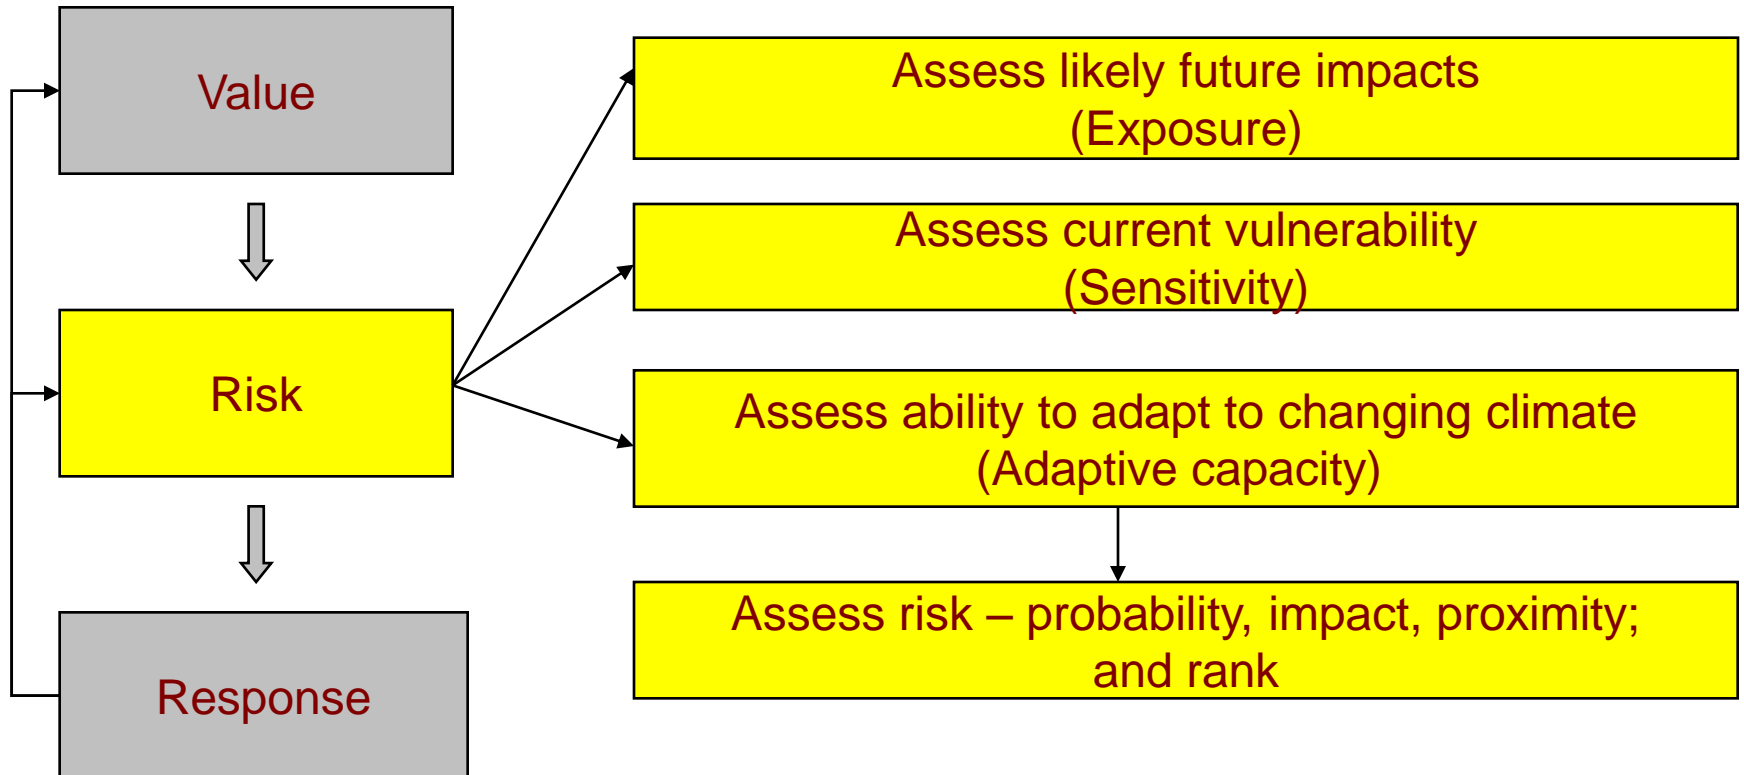 Value
Risk
Response
Assess likely future impacts
(Exposure)
Assess current vulnerability
(Sensitivity)
Assess ability to adapt to changing climate
(Adaptive capacity)
Assess risk – probability, impact, proximity;
and rank